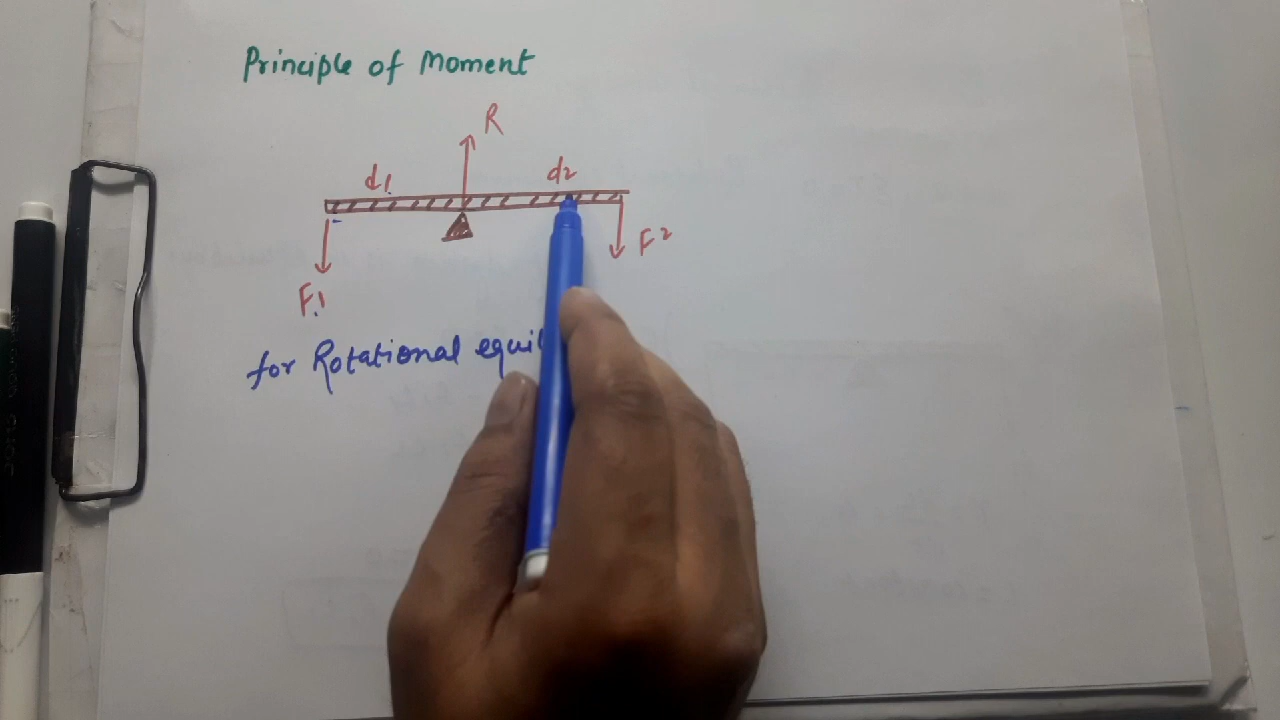 Principle of Moment
R
d1
d2
F1
F2
for Rotational equil